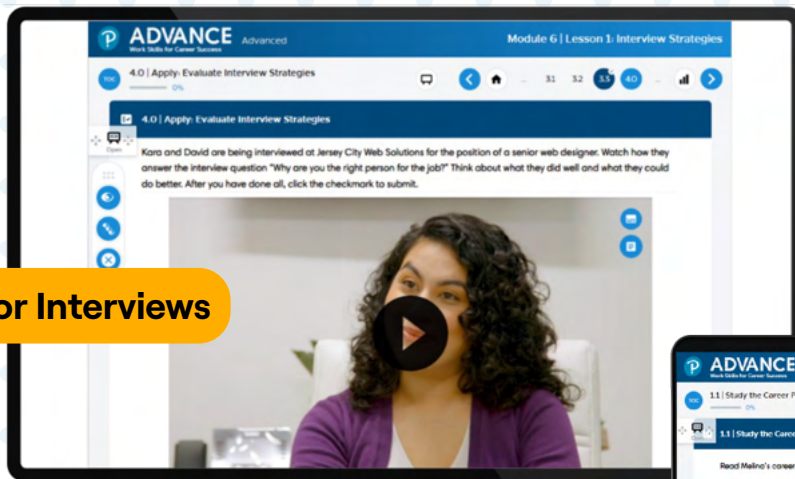 ADVANCE Advanced
Work Skills for Career Success
Module 6 | Lesson 1: Interview Strategies
TOC
4.0 | Apply: Evaluate Interview Strategies
0%
... 3.1 3.2 3.3 4.0 ...
4.0 | Apply: Evaluate Interview Strategies
Open
Kara and David are being interviewed at Jersey City Web Solutions for the position of a senior web designer. Watch how they
answer the interview question "Why are you the right person for the job?" Think about what they did well and what they could
do better. After you have done all, click the checkmark to submit.
or Interviews
ADVANCE
Work Skills for Career Success
TOC
1.1 | Study the Career P
0%
1.1 | Study the Caree
Read Melina's career